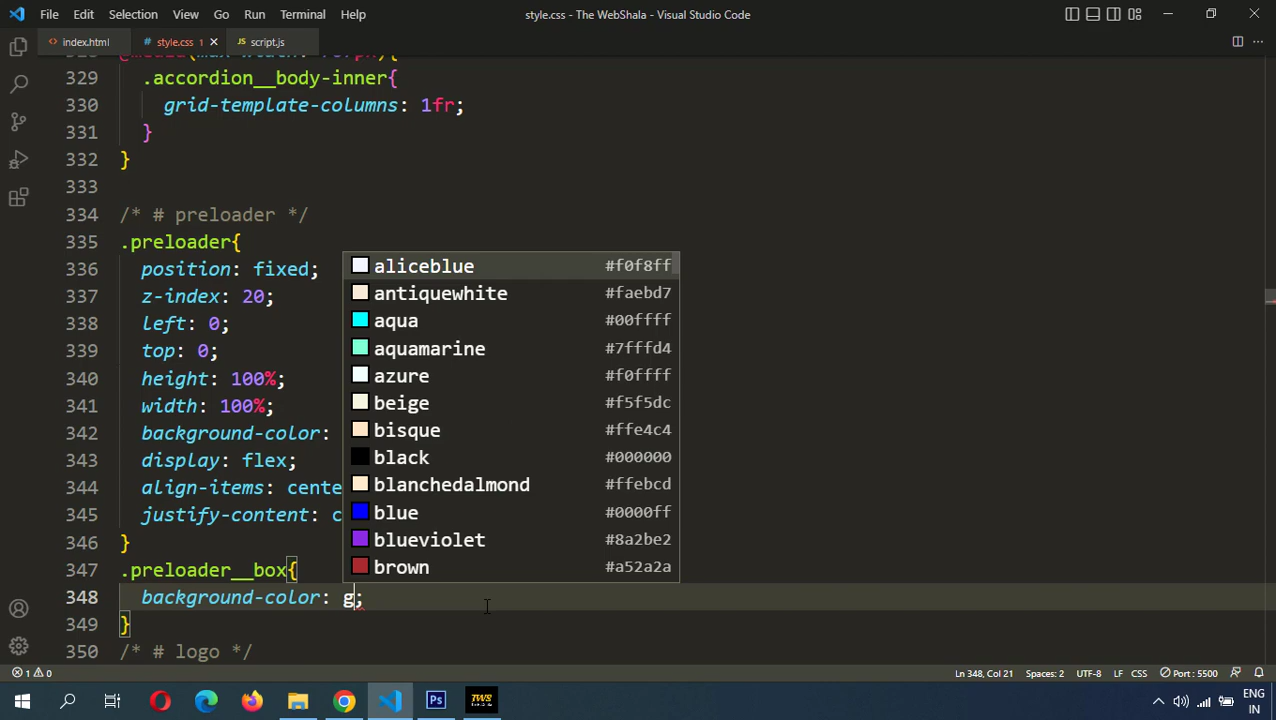 File Edit Selection View Go Run Terminal Help
style.css - The WebShala - Visual Studio Code
index.html
style.css 1
script.js
329 .accordion__body-inner{
330 grid-template-columns: 1fr;
331 }
332 }
333
334 /* # preloader */
335 .preloader{
336 position: fixed;
337 z-index: 20;
338 left: 0;
339 top: 0;
340 height: 100%;
341 width: 100%;
342 background-color:
343 display: flex;
344 align-items: cente
345 justify-content: c
346 }
347 .preloader__box{
348 background-color: g;
349 }
350 /* # logo */
aliceblue #f0f8ff
antiquewhite #faebd7
aqua #00ffff
aquamarine #7fffd4
azure #f0ffff
beige #f5f5dc
bisque #ffe4c4
black #000000
blanchedalmond #ffebcd
blue #0000ff
blueviolet #8a2be2
brown #a52a2a
1 0
Ln 348, Col 21 Spaces: 2 UTF-8 LF CSS Port : 5500
Ps
TWS
ENG
IN